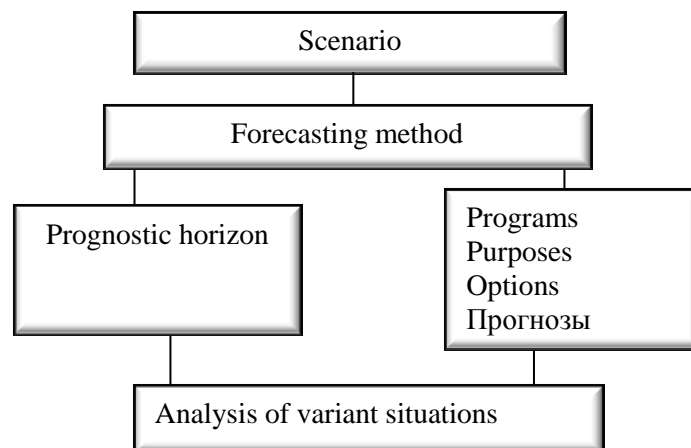 Scenario
Forecasting method
Prognostic horizon
Programs
Purposes
Options
Прогнозы
Analysis of variant situations